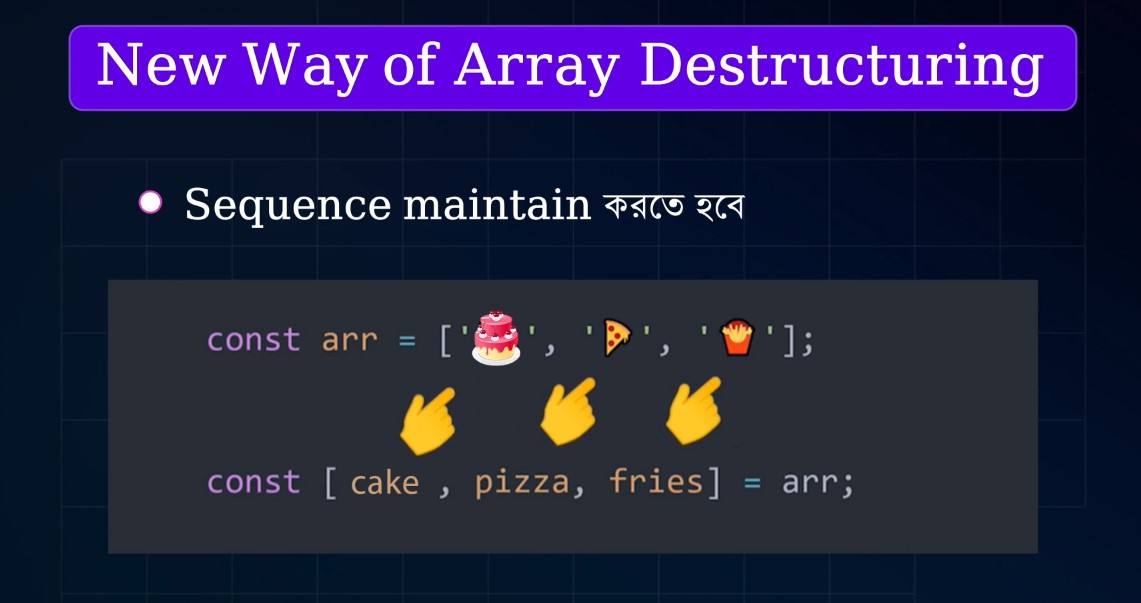 New Way of Array Destructuring
Sequence maintain করতে হবে
const arr = ['🎂', '🍕', '🍟'];
const [ cake , pizza, fries] = arr;